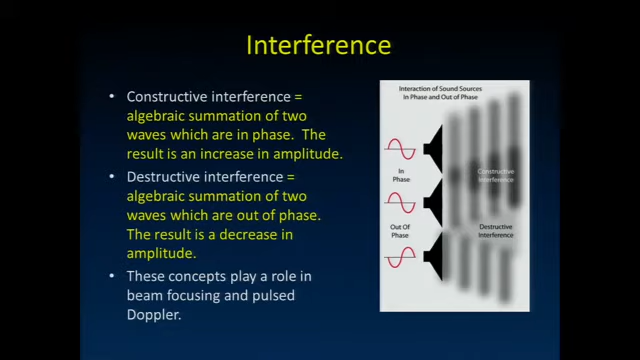 Interference
• Constructive interference =
algebraic summation of two
waves which are in phase. The
result is an increase in amplitude.
• Destructive interference =
algebraic summation of two
waves which are out of phase.
The result is a decrease in
amplitude.
• These concepts play a role in
beam focusing and pulsed
Doppler.
Interaction of Sound Sources
In Phase and Out of Phase
In
Phase
Constructive
Interference
Out Of
Phase
Destructive
Interference